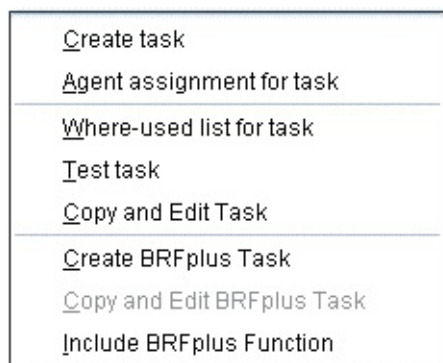 Create task
Agent assignment for task
Where-used list for task
Test task
Copy and Edit Task
Create BRFplus Task
Copy and Edit BRFplus Task
Include BRFplus Function